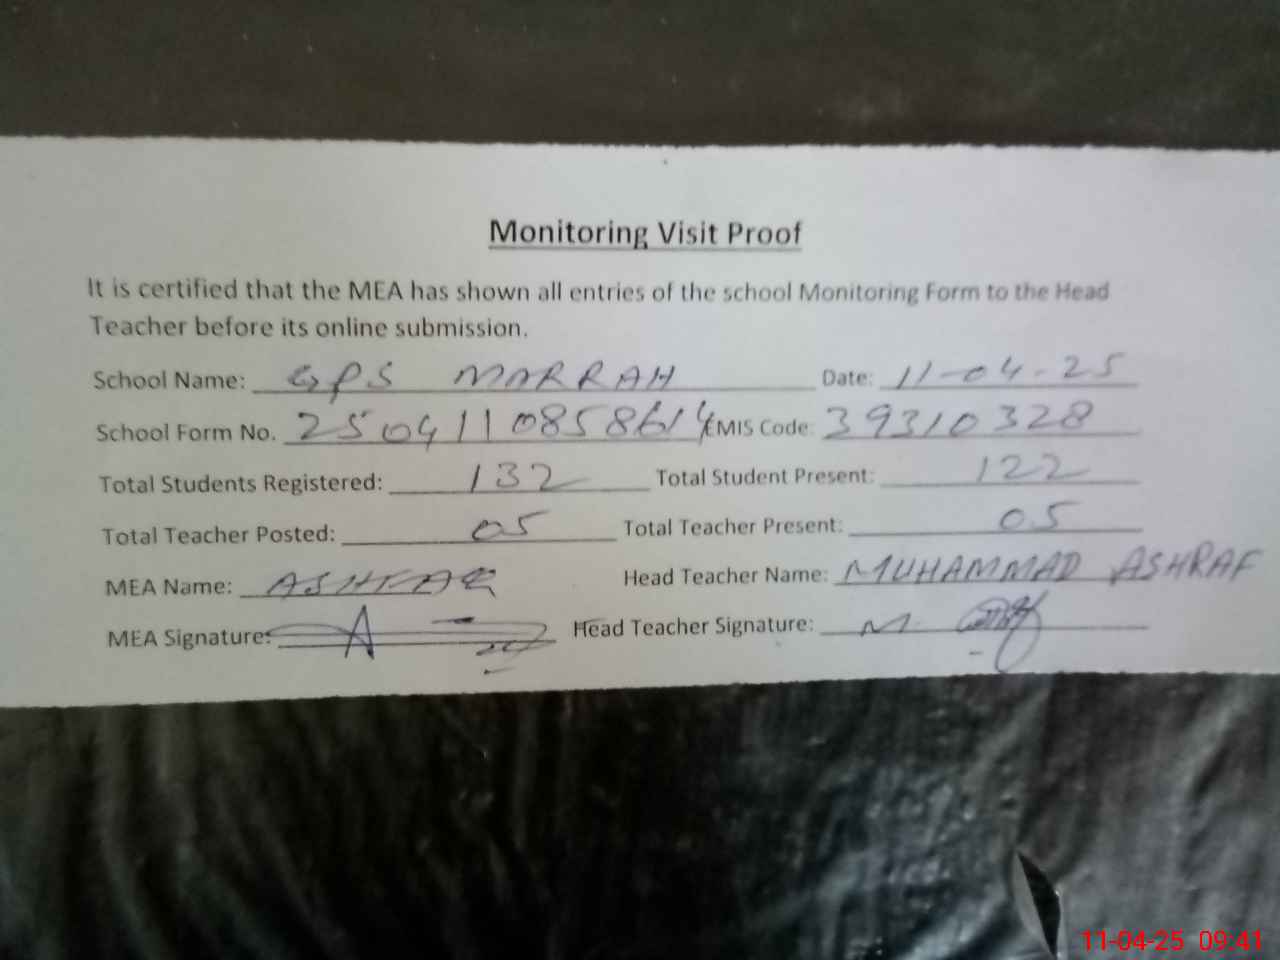 Monitoring Visit Proof
It is certified that the MEA has shown all entries of the school Monitoring Form to the Head
Teacher before its online submission.
School Name: GPS MARRAH Date: 11-04-25
School Form No. 2504110858614 EMIS Code: 39310328
Total Students Registered: 132 Total Student Present: 122
Total Teacher Posted: 05 Total Teacher Present: 05
MEA Name: ASHFAQ Head Teacher Name: MUHAMMAD ASHRAF
MEA Signature: Head Teacher Signature:
11-04-25 09:41